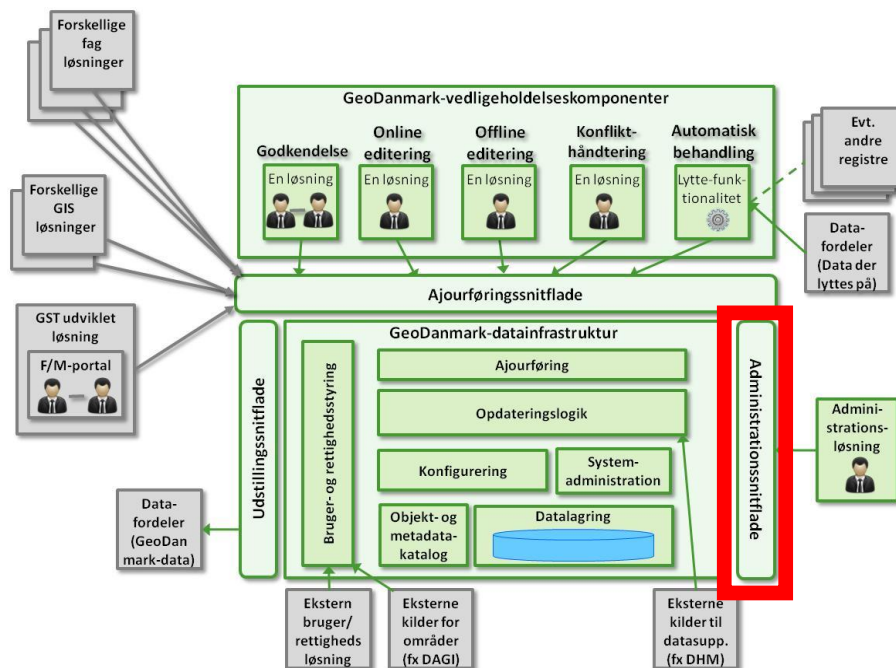 Forskellige
fag
løsninger
GeoDanmark-vedligeholdelseskomponenter
Godkendelse
Online
editering
Offline
editering
Konflikt-
håndtering
Automatisk
behandling
En løsning
En løsning
En løsning
En løsning
Lytte-funk-
tionalitet
Evt.
andre
registre
Forskellige
GIS
løsninger
Data-
fordeler
(Data der
lyttes på)
Ajourføringssnitflade
GST udviklet
løsning
F/M-portal
Udstillingssnitflade
GeoDanmark-datainfrastruktur
Bruger- og rettighedsstyring
Ajourføring
Opdateringslogik
Konfigurering
System-
administration
Objekt- og
metadata-
katalog
Datalagring
Administrationssnitflade
Admini-
strations-
løsning
Data-
fordeler
(GeoDan
mark-data)
Ekstern
bruger/
rettigheds
løsning
Eksterne
kilder for
områder
(fx DAGI)
Eksterne
kilder til
datasupp.
(fx DHM)